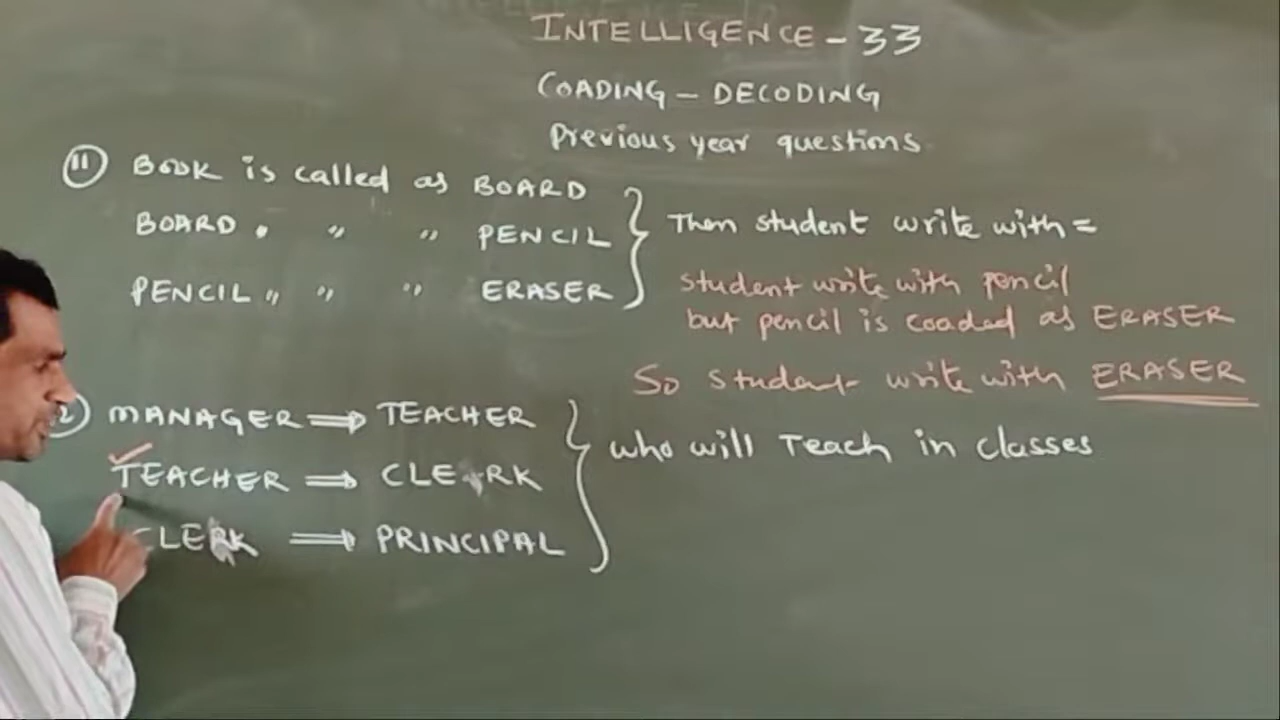 INTELLIGENCE - 33
COADING - DECODING
Previous year questions
11 BOOK is called as BOARD
BOARD " " " PENCIL
PENCIL " " " ERASER
Then student write with =
student write with pencil
but pencil is coaded as ERASER
So student write with ERASER
MANAGER ⇒ TEACHER
TEACHER ⇒ CLERK
CLERK ⇒ PRINCIPAL
who will Teach in classes